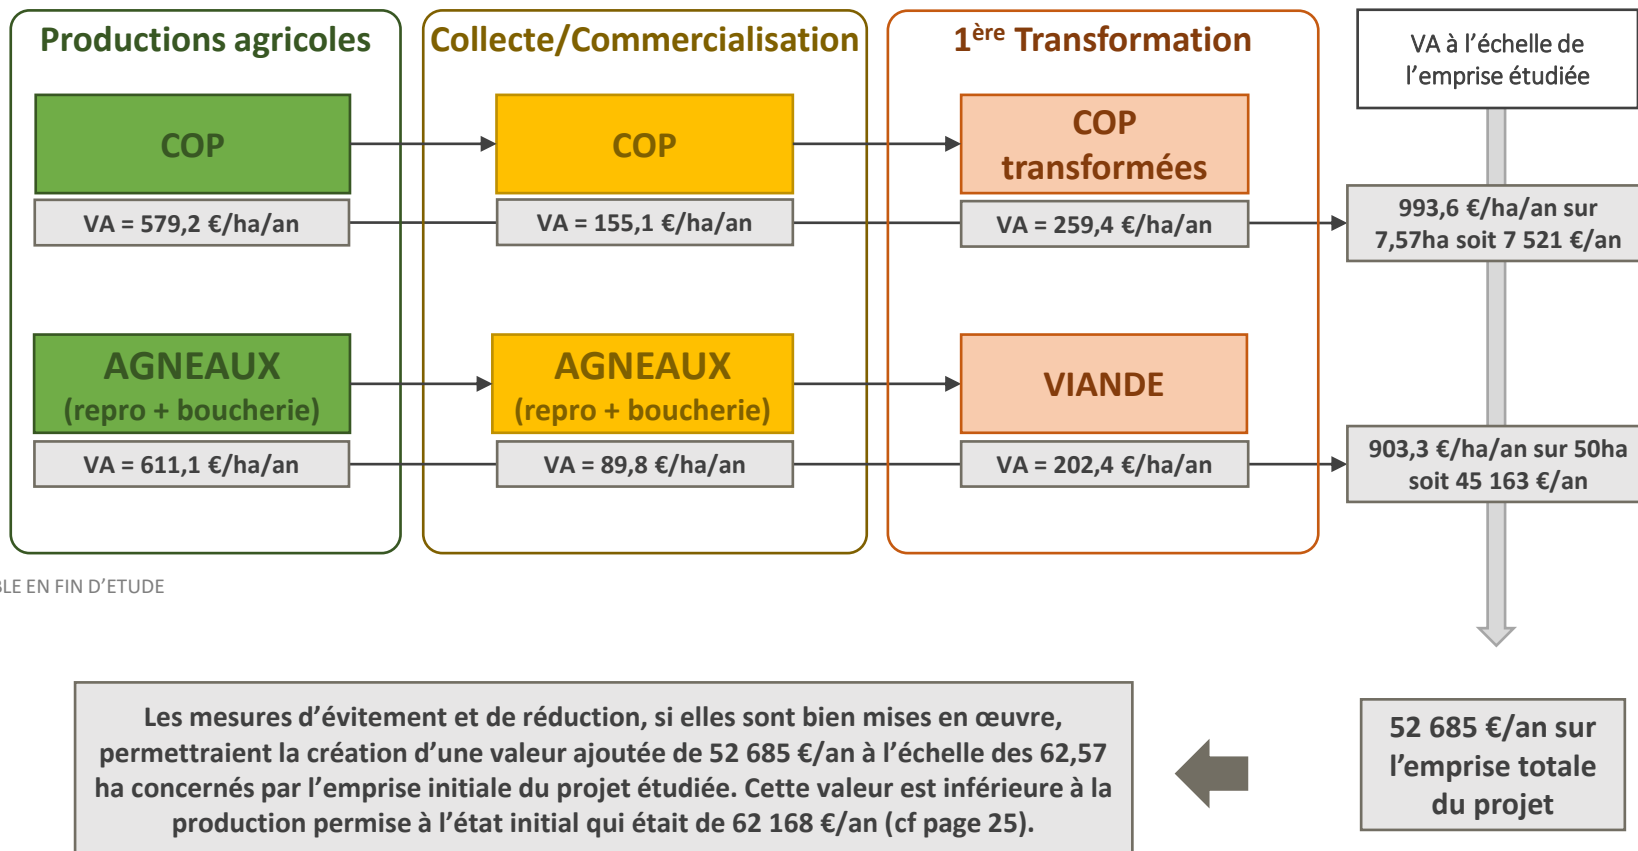 Productions agricoles
Collecte/Commercialisation
1ère Transformation
VA à l'échelle de
l'emprise étudiée
COP
COP
COP
transformées
VA = 579,2 €/ha/an
VA = 155,1 €/ha/an
VA = 259,4 €/ha/an
993,6 €/ha/an sur
7,57ha soit 7 521 €/an
AGNEAUX
(repro + boucherie)
AGNEAUX
(repro + boucherie)
VIANDE
VA = 611,1 €/ha/an
VA = 89,8 €/ha/an
VA = 202,4 €/ha/an
903,3 €/ha/an sur 50ha
soit 45 163 €/an
BLE EN FIN D'ETUDE
Les mesures d'évitement et de réduction, si elles sont bien mises en œuvre,
permettraient la création d'une valeur ajoutée de 52 685 €/an à l'échelle des 62,57
ha concernés par l'emprise initiale du projet étudiée. Cette valeur est inférieure à la
production permise à l'état initial qui était de 62 168 €/an (cf page 25).
52 685 €/an sur
l'emprise totale
du projet